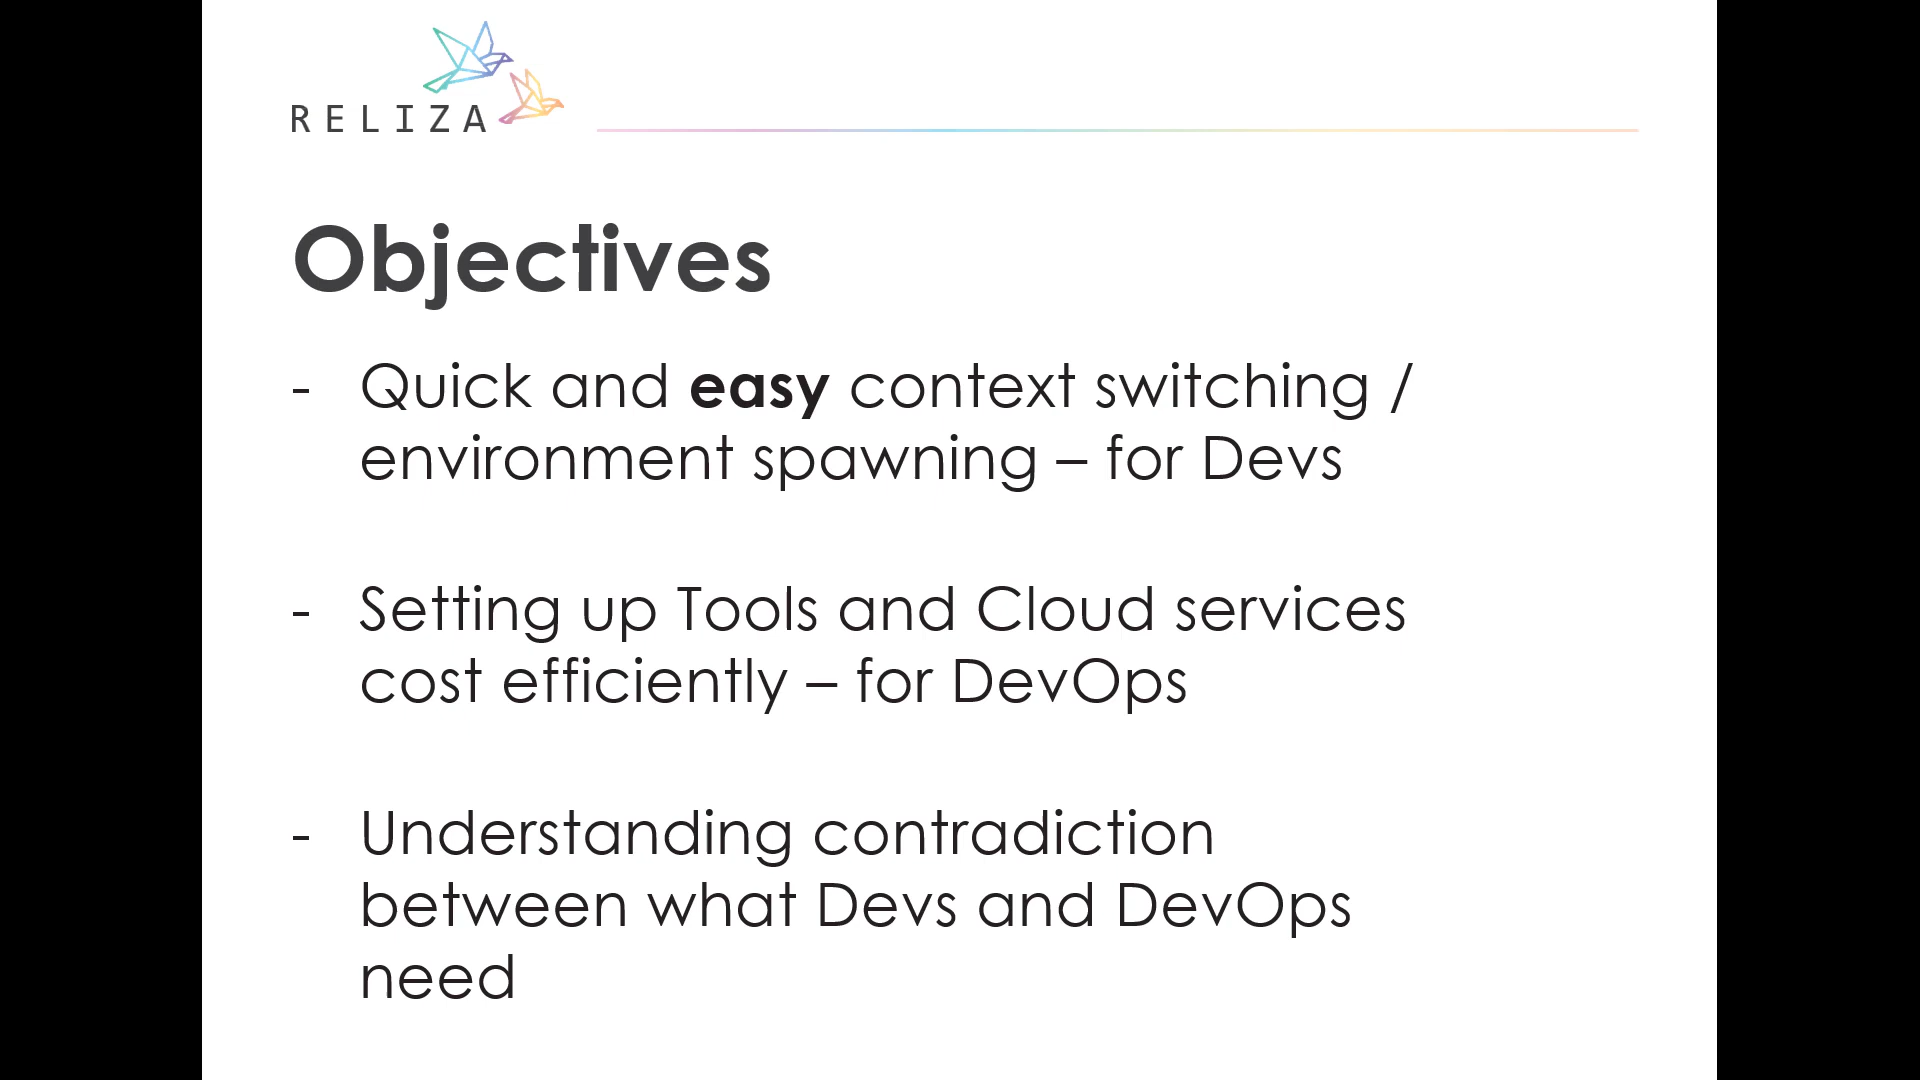 RELIZA
Objectives
- Quick and easy context switching /
environment spawning – for Devs
- Setting up Tools and Cloud services
cost efficiently – for DevOps
- Understanding contradiction
between what Devs and DevOps
need